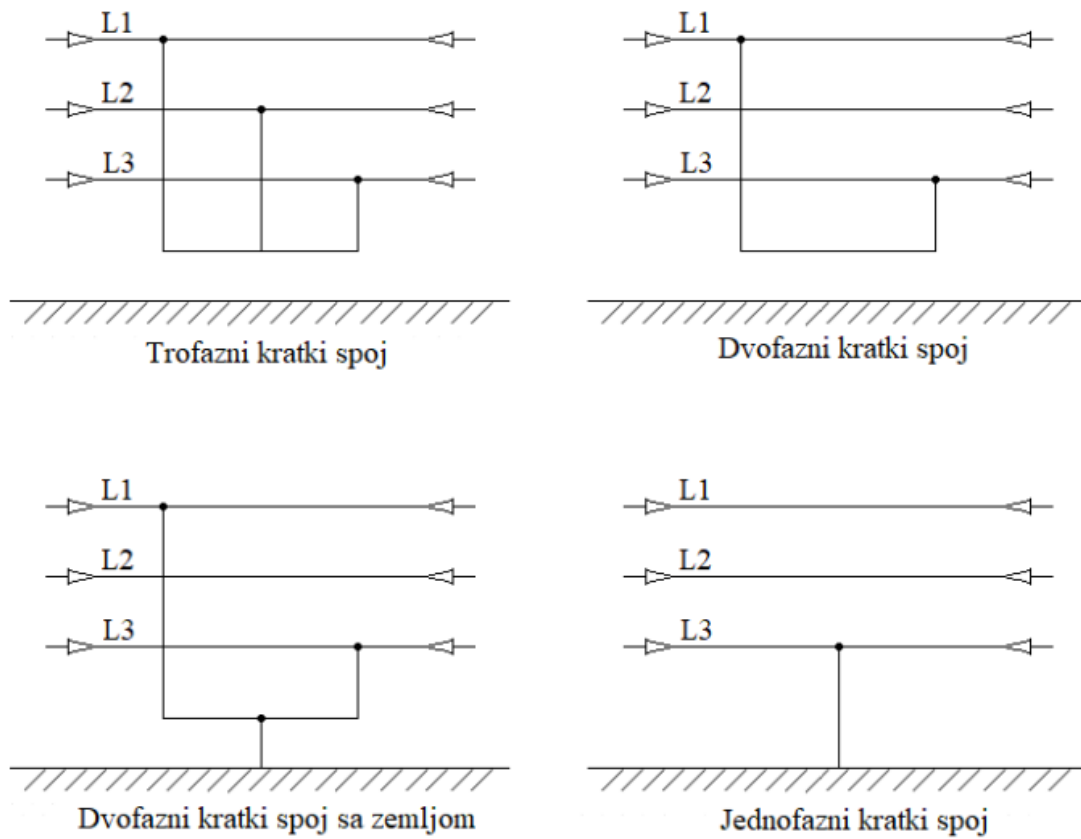 L1
L2
L3
Trofazni kratki spoj
L1
L2
L3
Dvofazni kratki spoj
L1
L2
L3
Dvofazni kratki spoj sa zemljom
L1
L2
L3
Jednofazni kratki spoj